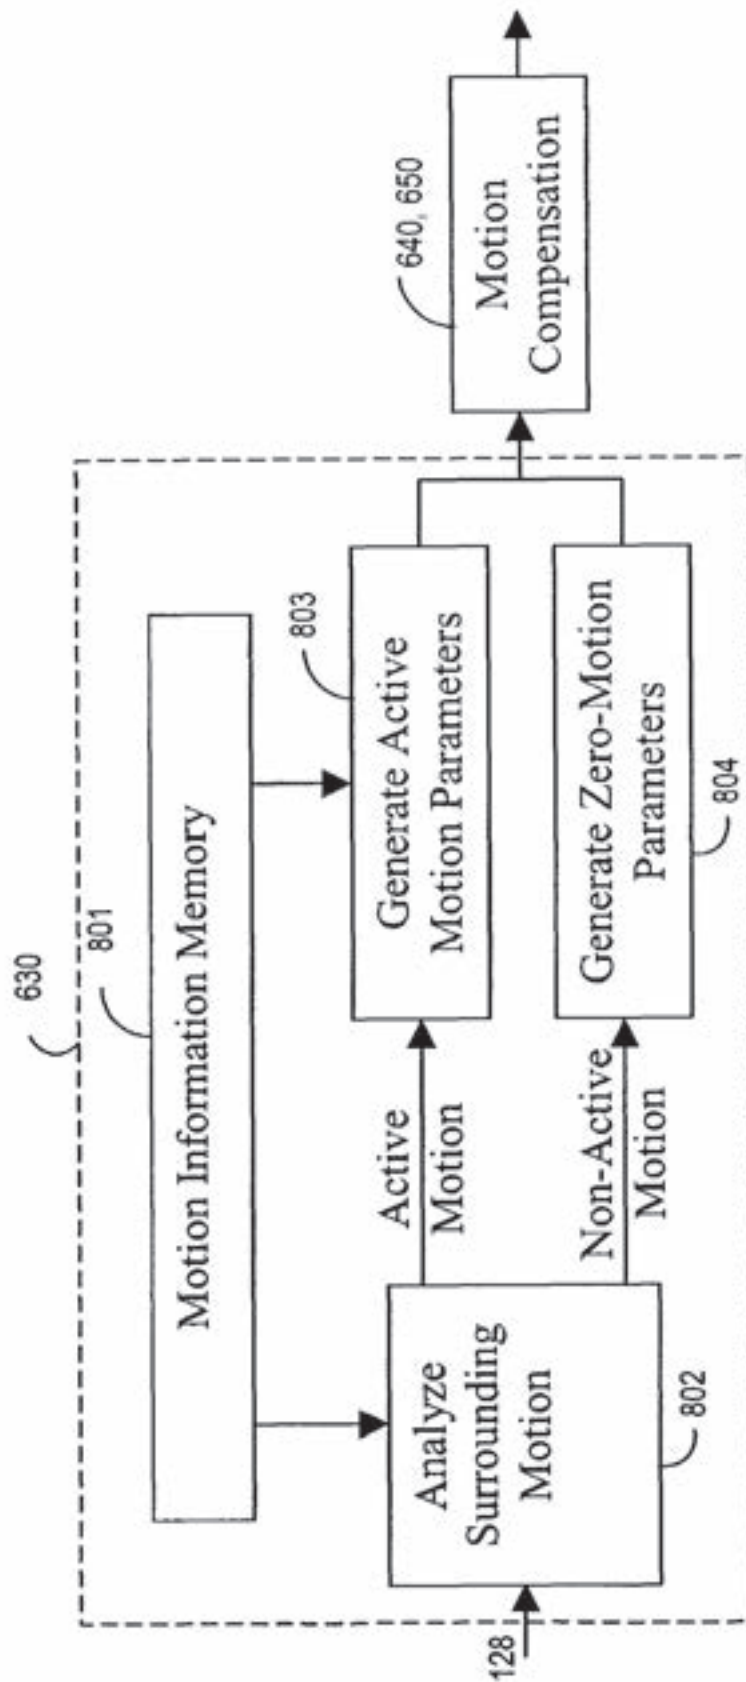 630
801
Motion Information Memory
803
Generate Active
Motion Parameters
Active
Motion
Analyze
Surrounding
Motion
802
128
Non-Active
Motion
Generate Zero-Motion
Parameters
804
640, 650
Motion
Compensation